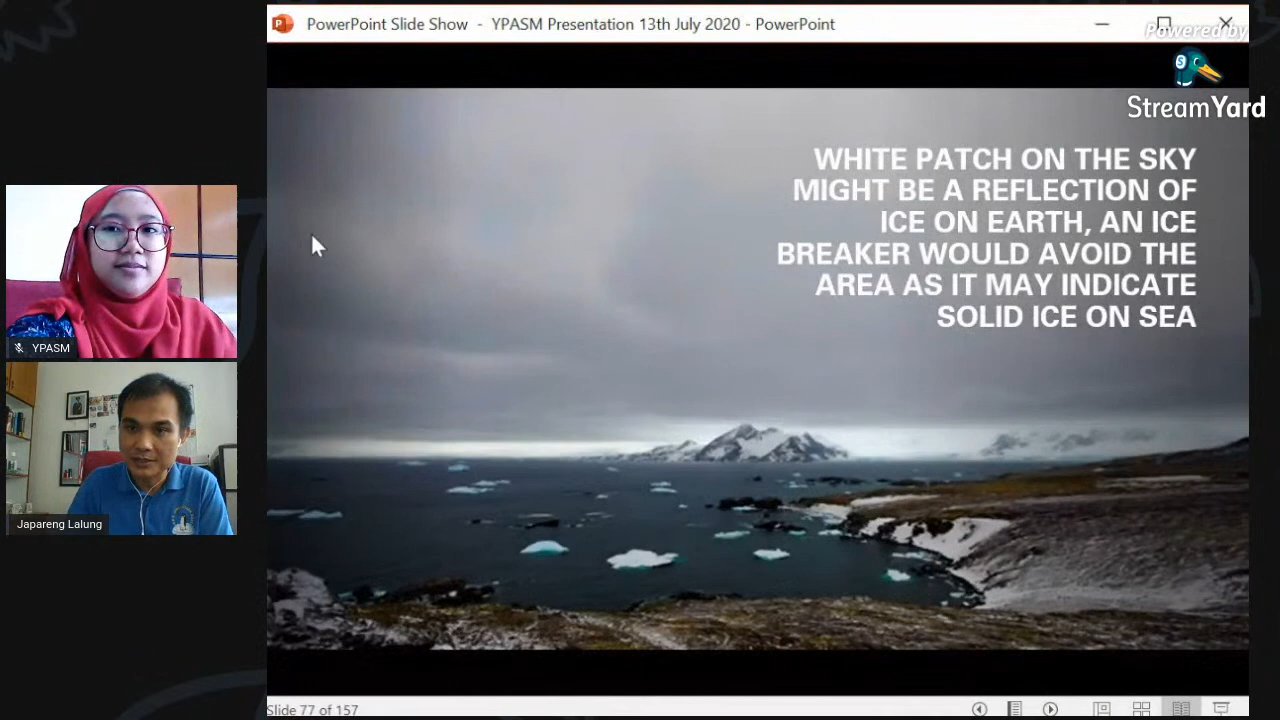 PowerPoint Slide Show - YPASM Presentation 13th July 2020 - PowerPoint
Powered by
S
StreamYard
WHITE PATCH ON THE SKY
MIGHT BE A REFLECTION OF
ICE ON EARTH, AN ICE
BREAKER WOULD AVOID THE
AREA AS IT MAY INDICATE
SOLID ICE ON SEA
YPASM
Japareng Lalung
Slide 77 of 157